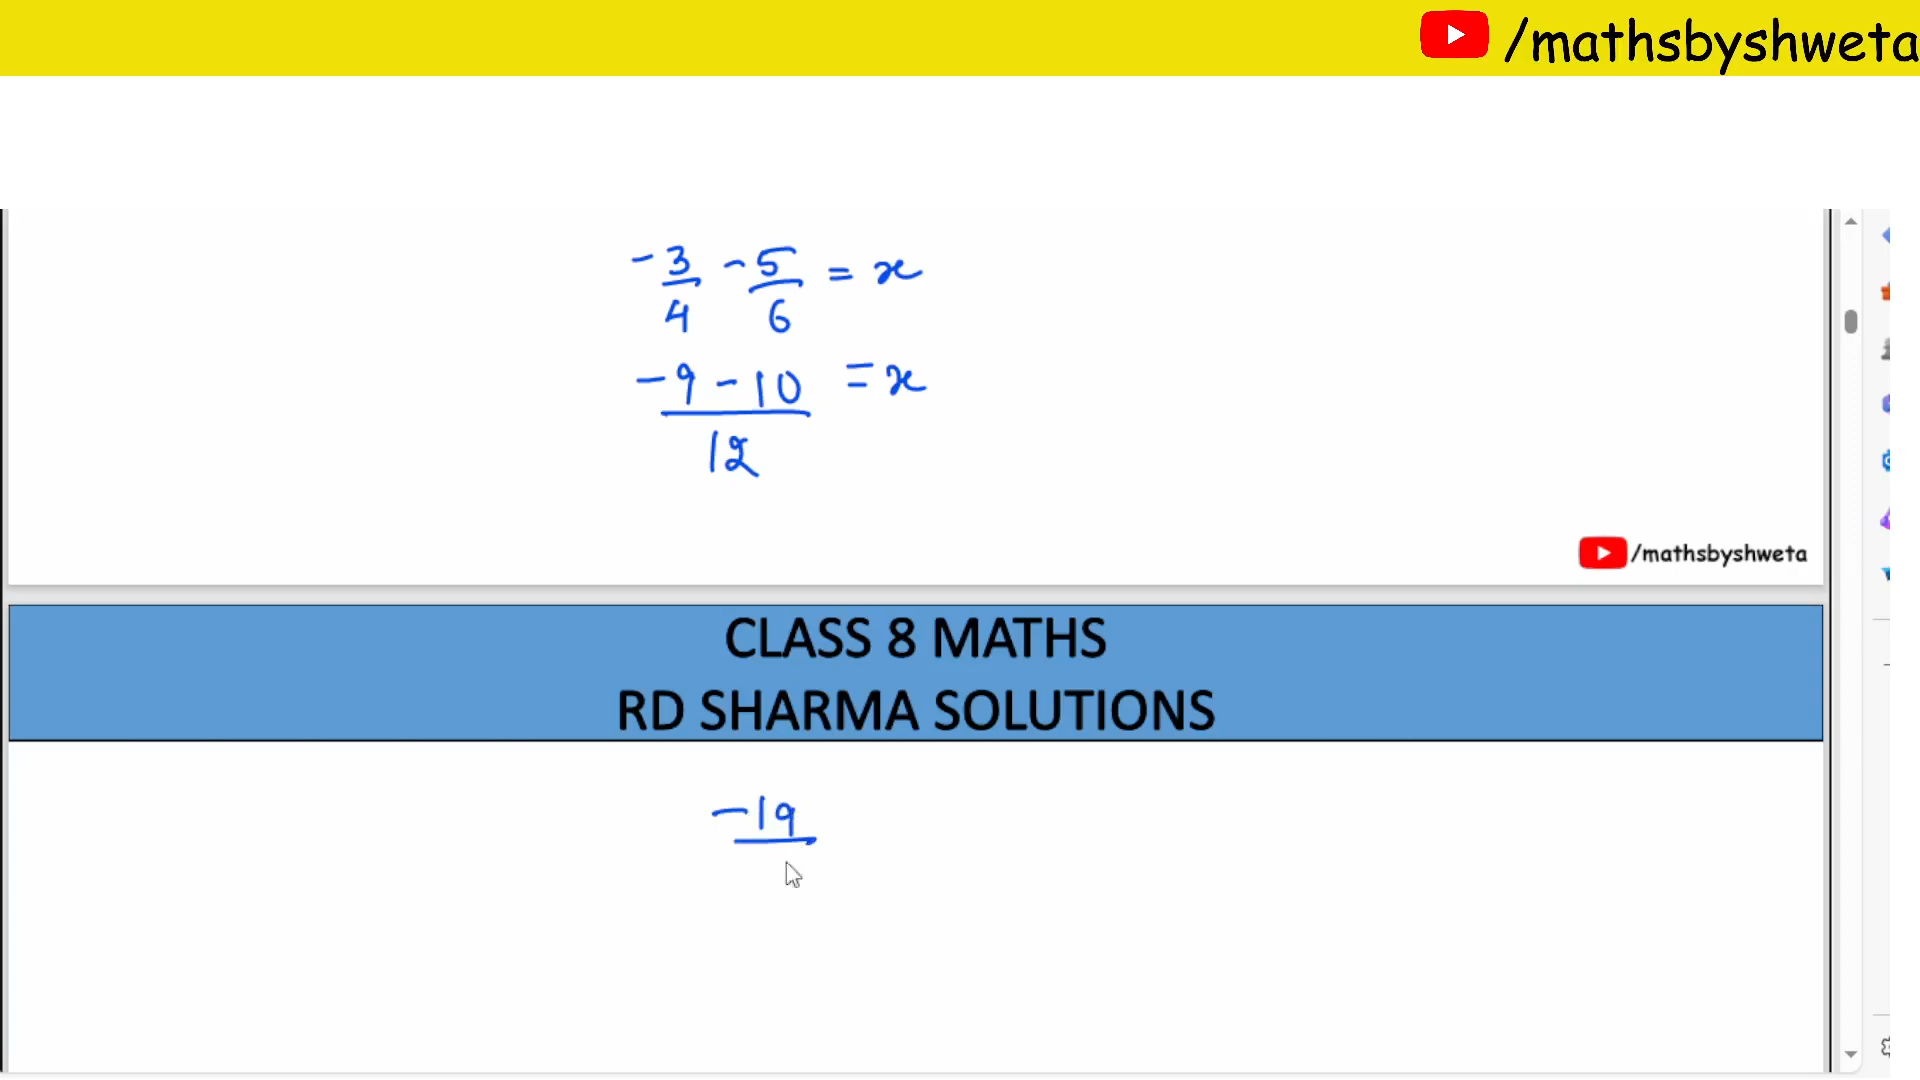 /mathsbyshweta
-3/4 - 5/6 = x
-9 - 10/12 = x
/mathsbyshweta
CLASS 8 MATHS
RD SHARMA SOLUTIONS
-19